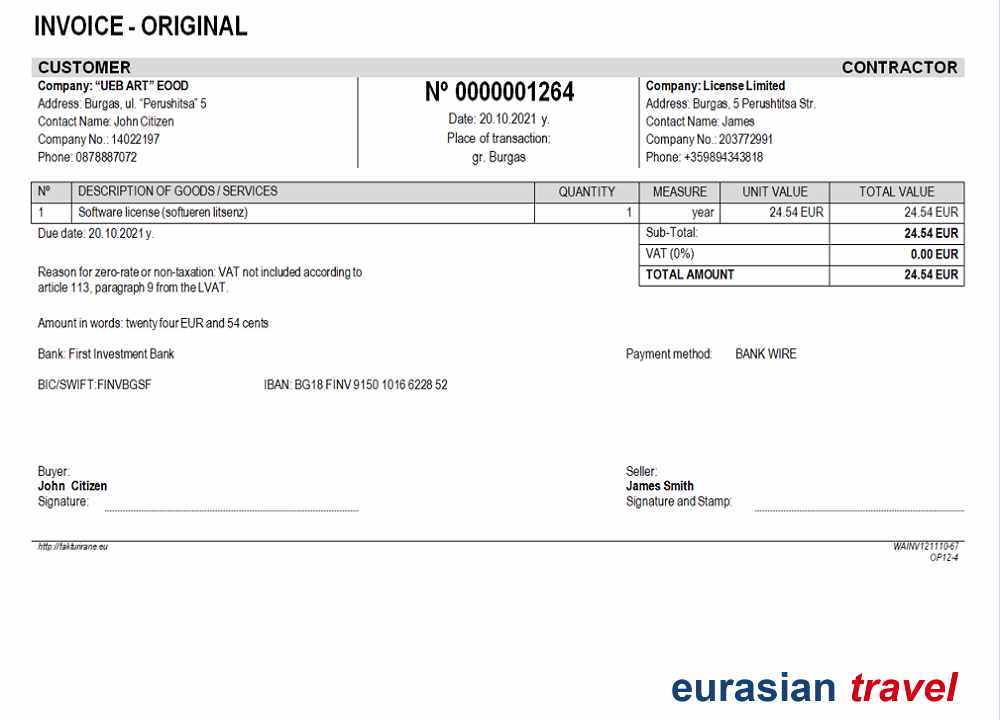 INVOICE - ORIGINAL
CUSTOMER CONTRACTOR
Company: “UEB ART” EOOD
Address: Burgas, ul. “Perushitsa” 5
Contact Name: John Citizen
Company No.: 14022197
Phone: 0878887072
Nº 0000001264
Date: 20.10.2021 y.
Place of transaction:
gr. Burgas
Company: License Limited
Address: Burgas, 5 Perushtitsa Str.
Contact Name: James
Company No.: 203772991
Phone: +359894343818
Nº DESCRIPTION OF GOODS / SERVICES QUANTITY MEASURE UNIT VALUE TOTAL VALUE
1 Software license (softueren litsenz) 1 year 24.54 EUR 24.54 EUR
Due date: 20.10.2021 y.
Sub-Total: 24.54 EUR
VAT (0%) 0.00 EUR
TOTAL AMOUNT 24.54 EUR
Reason for zero-rate or non-taxation: VAT not included according to
article 113, paragraph 9 from the LVAT.
Amount in words: twenty four EUR and 54 cents
Bank: First Investment Bank Payment method: BANK WIRE
BIC/SWIFT:FINVBGSF IBAN: BG18 FINV 9150 1016 6228 52
Buyer:
John Citizen
Signature:
Seller:
James Smith
Signature and Stamp:
http://fakturirane.eu WAINV121110-67
OP12-4
eurasian travel